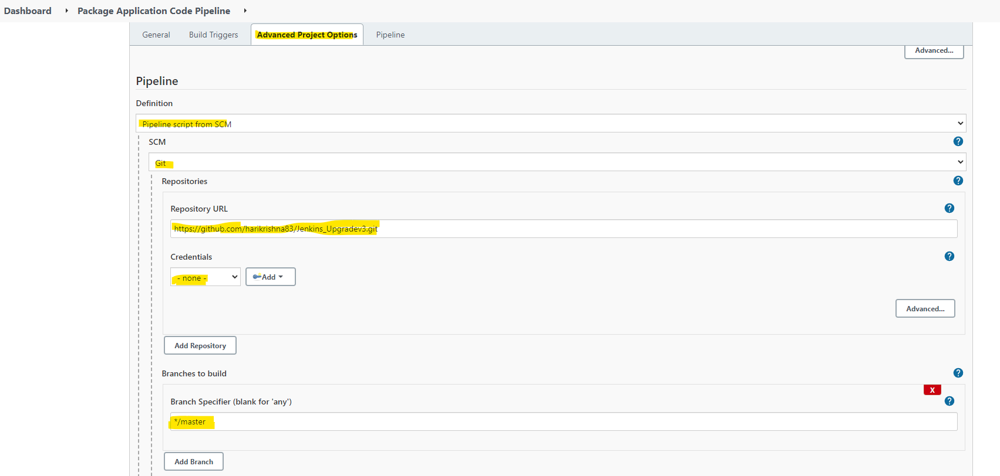 Dashboard Package Application Code Pipeline
General Build Triggers Advanced Project Options Pipeline
Advanced...
Pipeline
Definition
Pipeline script from SCM
SCM
?
Git
Repositories
?
Repository URL
?
https://github.com/harikrishna83/Jenkins_Upgradev3.git
Credentials
?
- none - Add
Advanced...
Add Repository
Branches to build
?
X
Branch Specifier (blank for 'any')
?
*/master
Add Branch